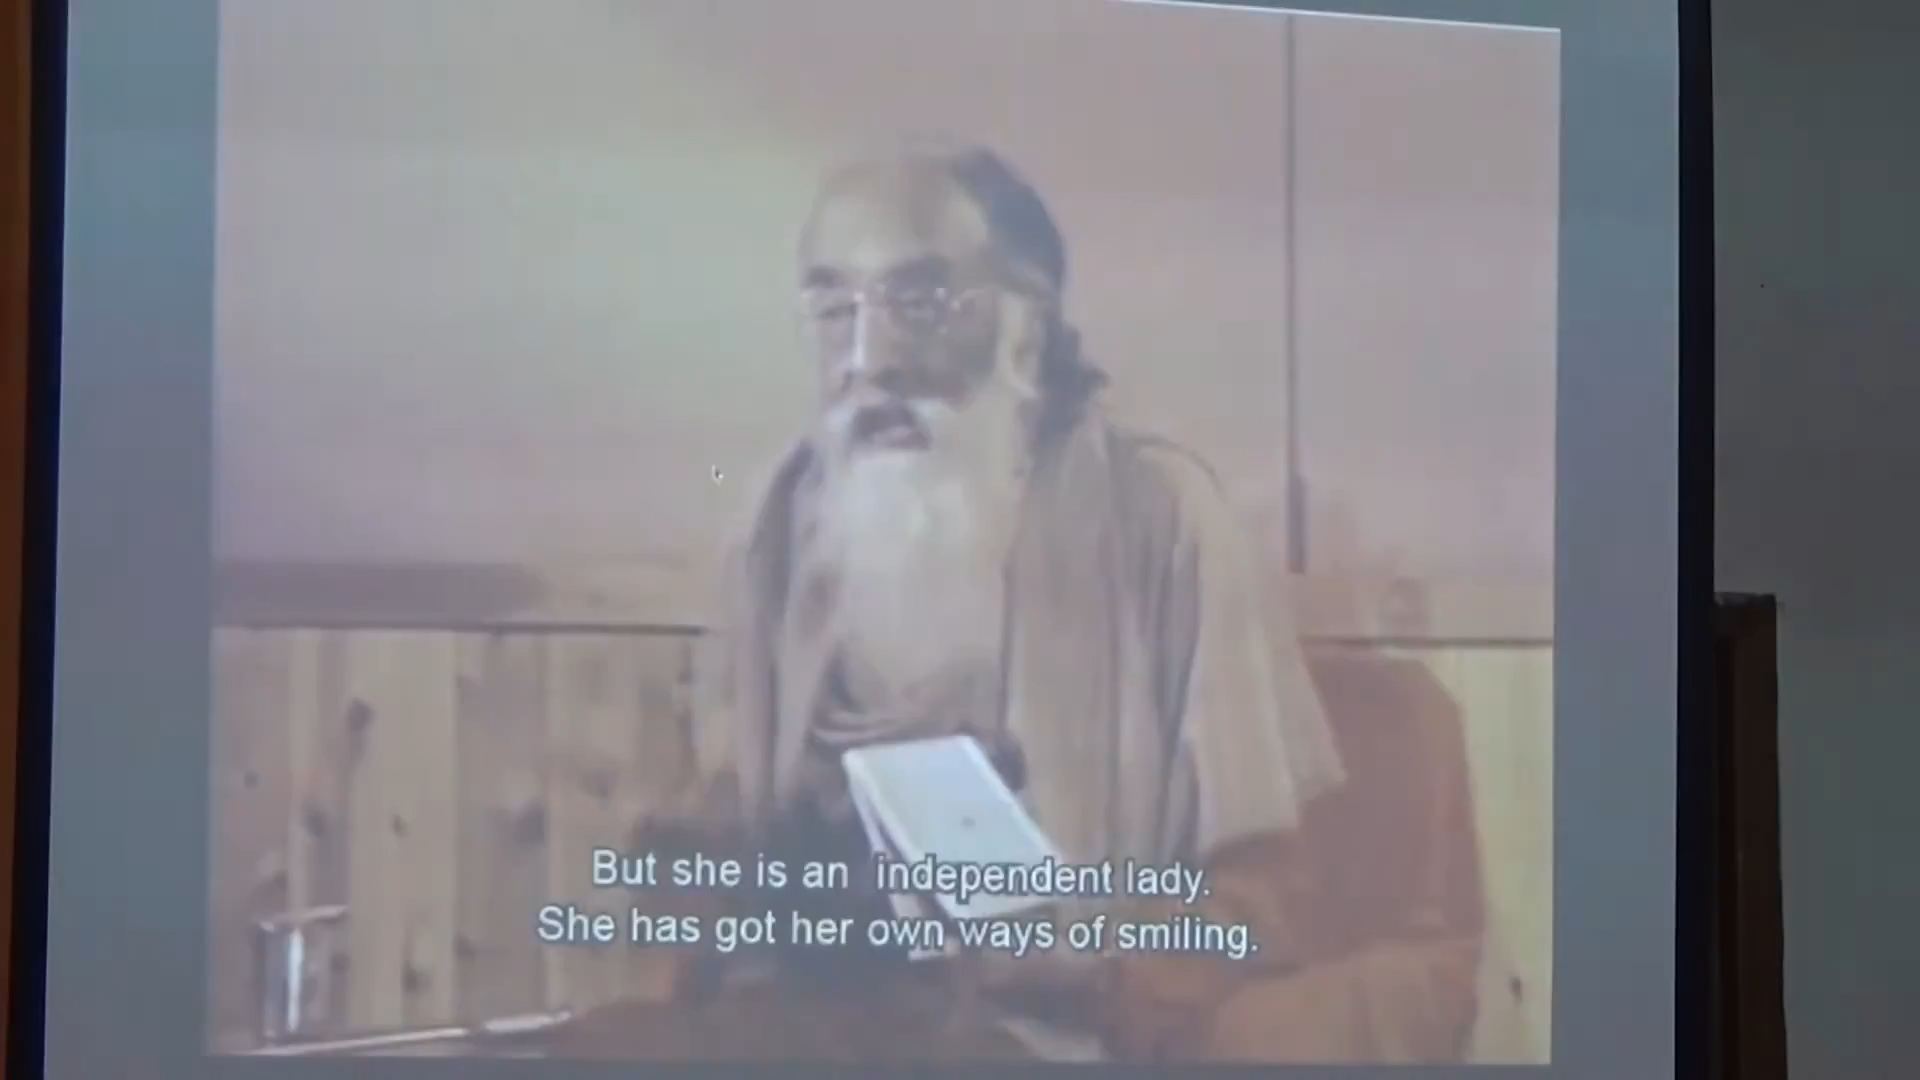 But she is an independent lady.
She has got her own ways of smiling.